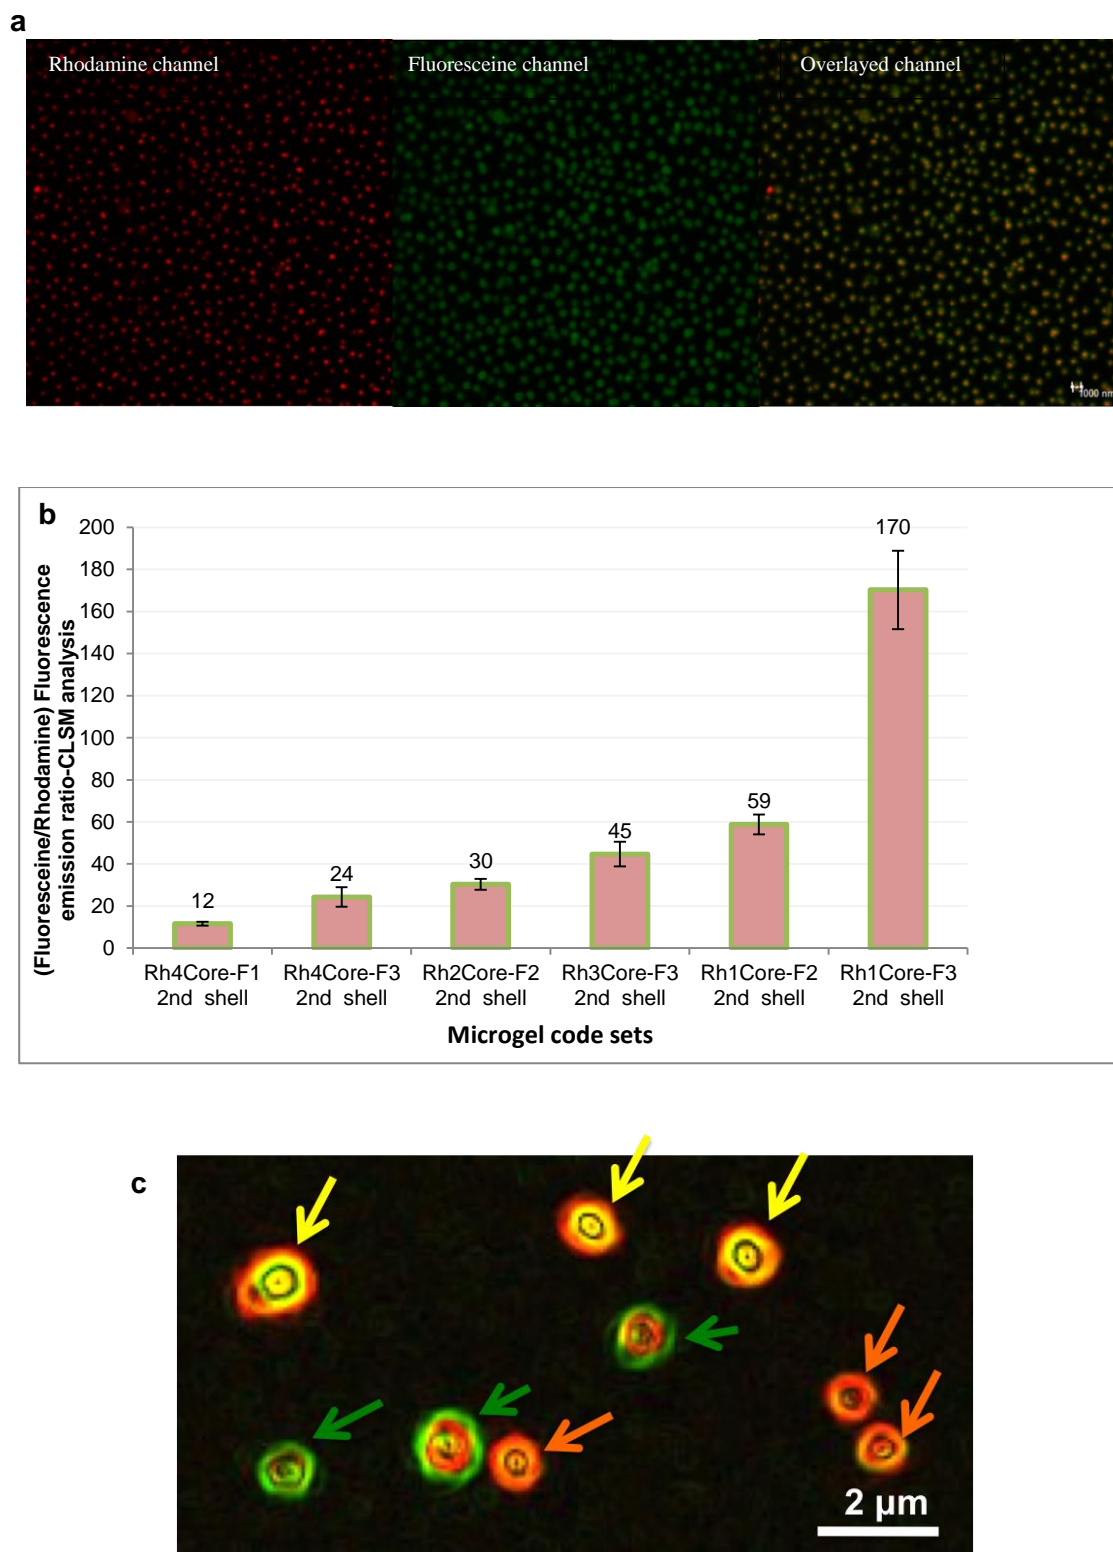 a
Rhodamine channel
Fluoresceine channel
Overlayed channel
1000 nm
b
(Fluoresceine/Rhodamine) Fluorescence
emission ratio-CLSM analysis
200
180
160
140
120
100
80
60
40
20
0
12
24
30
45
59
170
Rh4Core-F1
2nd shell
Rh4Core-F3
2nd shell
Rh2Core-F2
2nd shell
Rh3Core-F3
2nd shell
Rh1Core-F2
2nd shell
Rh1Core-F3
2nd shell
Microgel code sets
c
2 µm